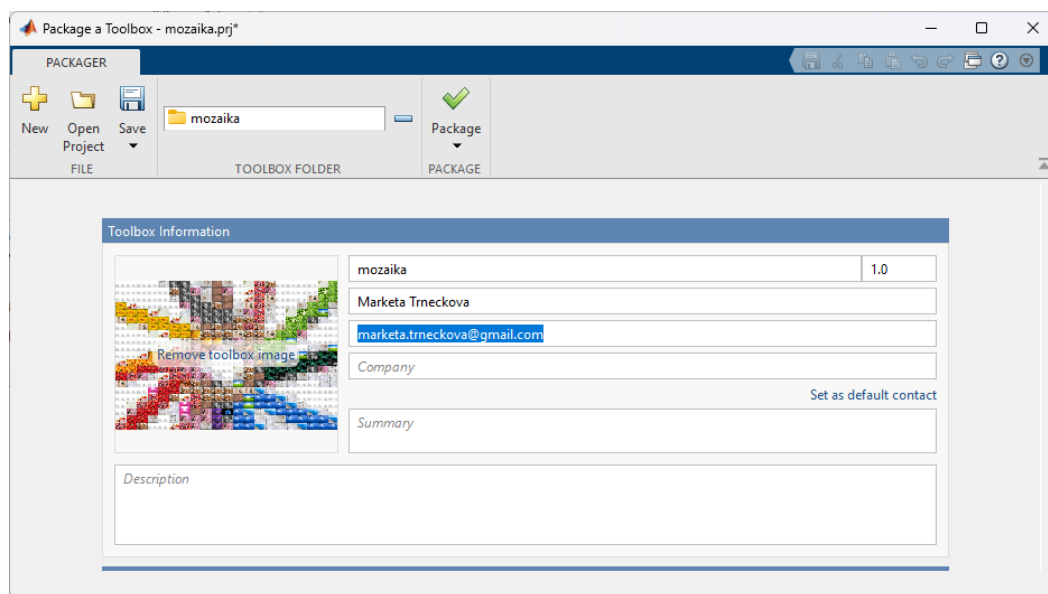 Package a Toolbox - mozaika.prj*
PACKAGER
New
Open
Project
Save
mozaika
Package
FILE
TOOLBOX FOLDER
PACKAGE
Toolbox Information
Remove toolbox image
mozaika
1.0
Marketa Trneckova
marketa.trneckova@gmail.com
Company
Set as default contact
Summary
Description